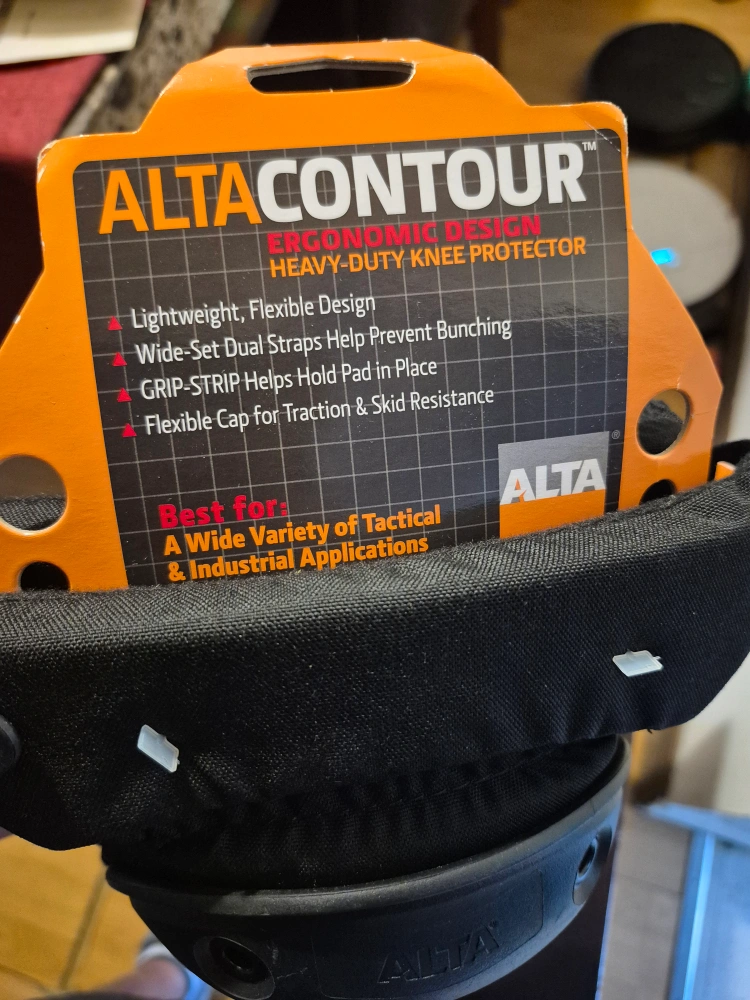 ALTACONTOUR™
ERGONOMIC DESIGN
HEAVY-DUTY KNEE PROTECTOR
Lightweight, Flexible Design
Wide-Set Dual Straps Help Prevent Bunching
GRIP-STRIP Helps Hold Pad in Place
Flexible Cap for Traction & Skid Resistance
ALTA®
Best for:
A Wide Variety of Tactical
& Industrial Applications
ALTA